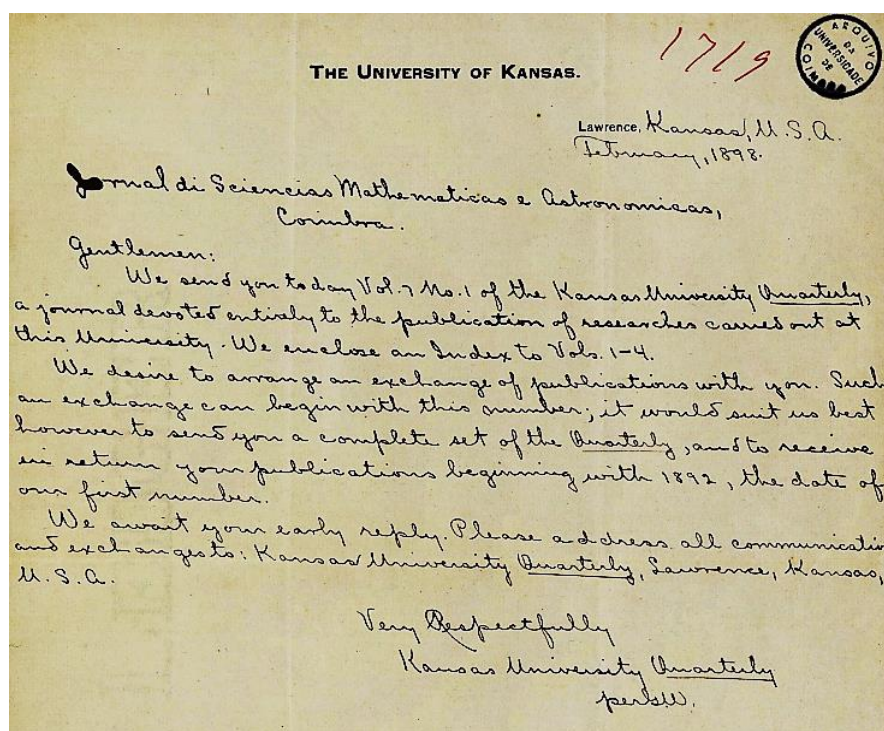 1719
ARQUIVO DA UNIVERSIDADE DE COIMBRA
THE UNIVERSITY OF KANSAS.
Lawrence, Kansas, U.S.A.
February, 1898.
Jornal di Sciencias Mathematicas e Astronomicas,
Coimbra.
Gentlemen:
We send you today Vol. 7 No. 1 of the Kansas University Quarterly,
a journal devoted entirely to the publication of researches carried out at
this University. We enclose an Index to Vols. 1-4.
We desire to arrange an exchange of publications with you. Such
an exchange can begin with this number; it would suit us best
however to send you a complete set of the Quarterly, and to receive
in return your publications beginning with 1892, the date of
our first number.
We await your early reply. Please address all communicatio
and exchanges to: Kansas University Quarterly, Lawrence, Kansas,
U.S.A.
Very Respectfully
Kansas University Quarterly
per